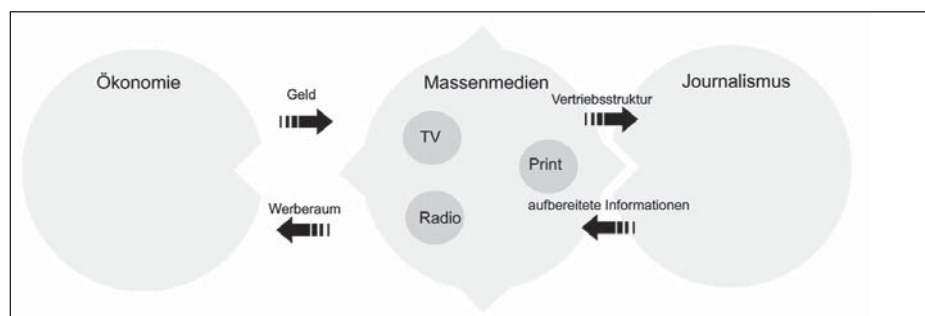 Ökonomie
Massenmedien
Journalismus
Geld
Vertriebsstruktur
TV
Print
Werberaum
Radio
aufbereitete Informationen